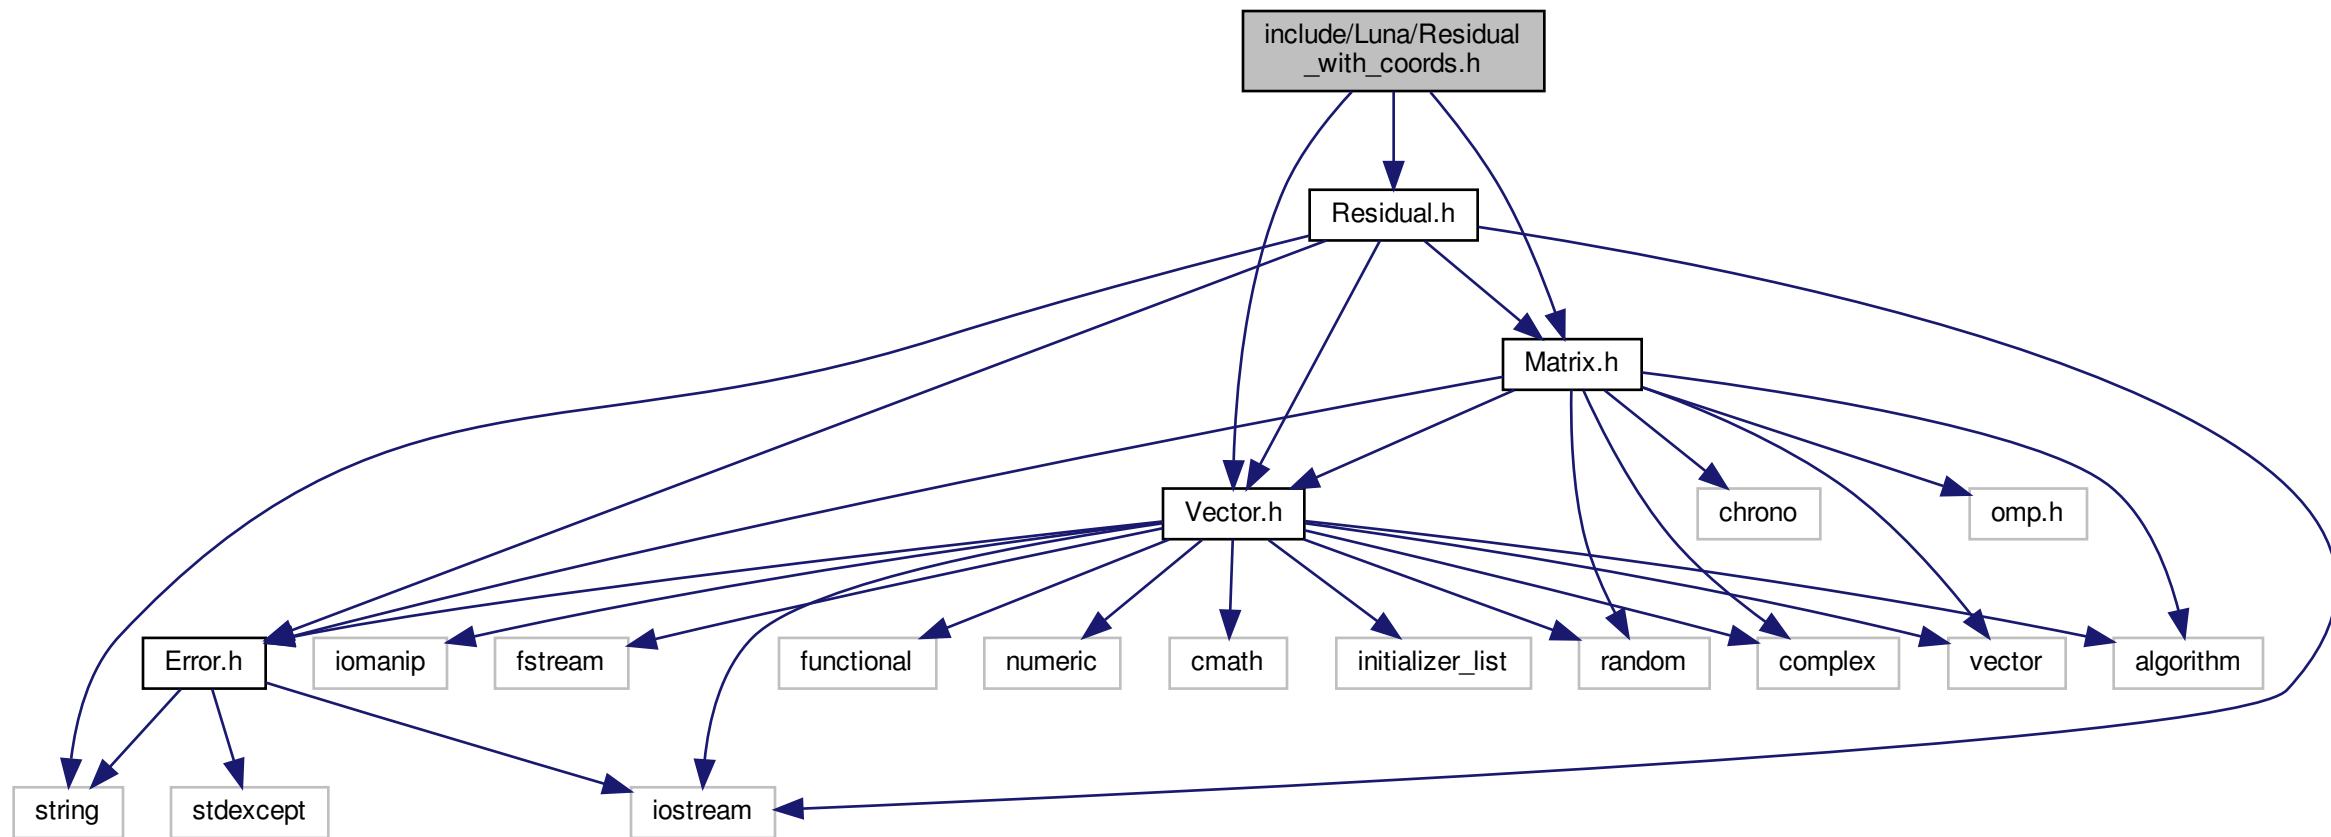 include/Luna/Residual
_with_coords.h
Residual.h
Matrix.h
Vector.h
chrono
omp.h
Error.h
iomanip
fstream
functional
numeric
cmath
initializer_list
random
complex
vector
algorithm
string
stdexcept
iostream